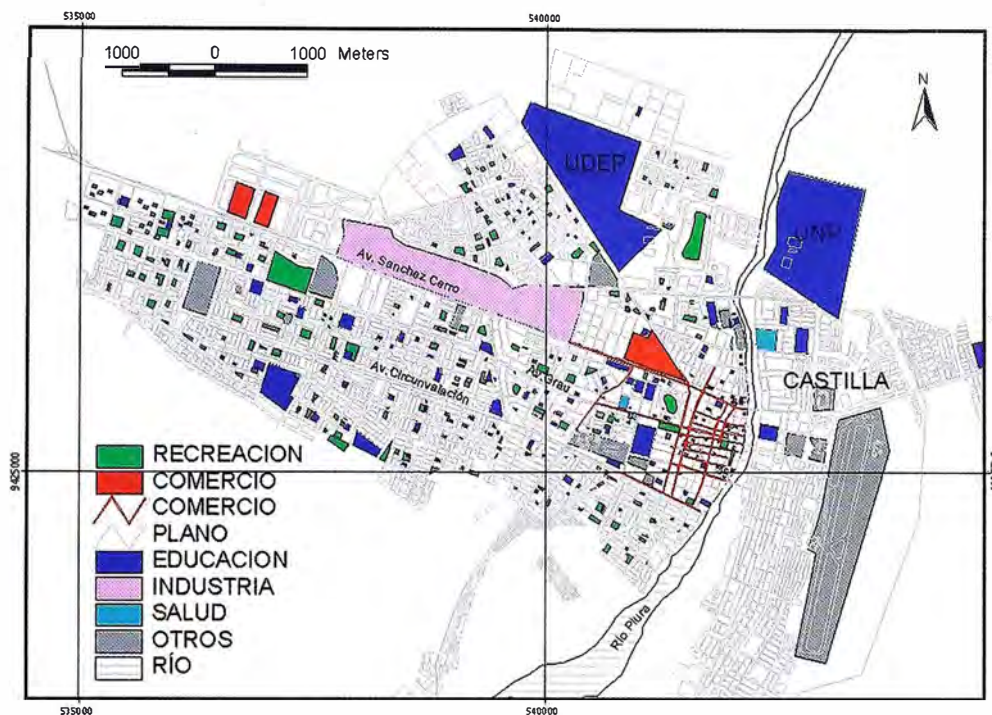 535000
540000
1000 0 1000 Meters
N
UDEP
UNP
Av. Sanchez Cerro
Av. Circunvalación
Av. Grau
CASTILLA
RECREACION
COMERCIO
COMERCIO
PLANO
EDUCACION
INDUSTRIA
SALUD
OTROS
RÍO
Río Piura
9425000
535000
540000